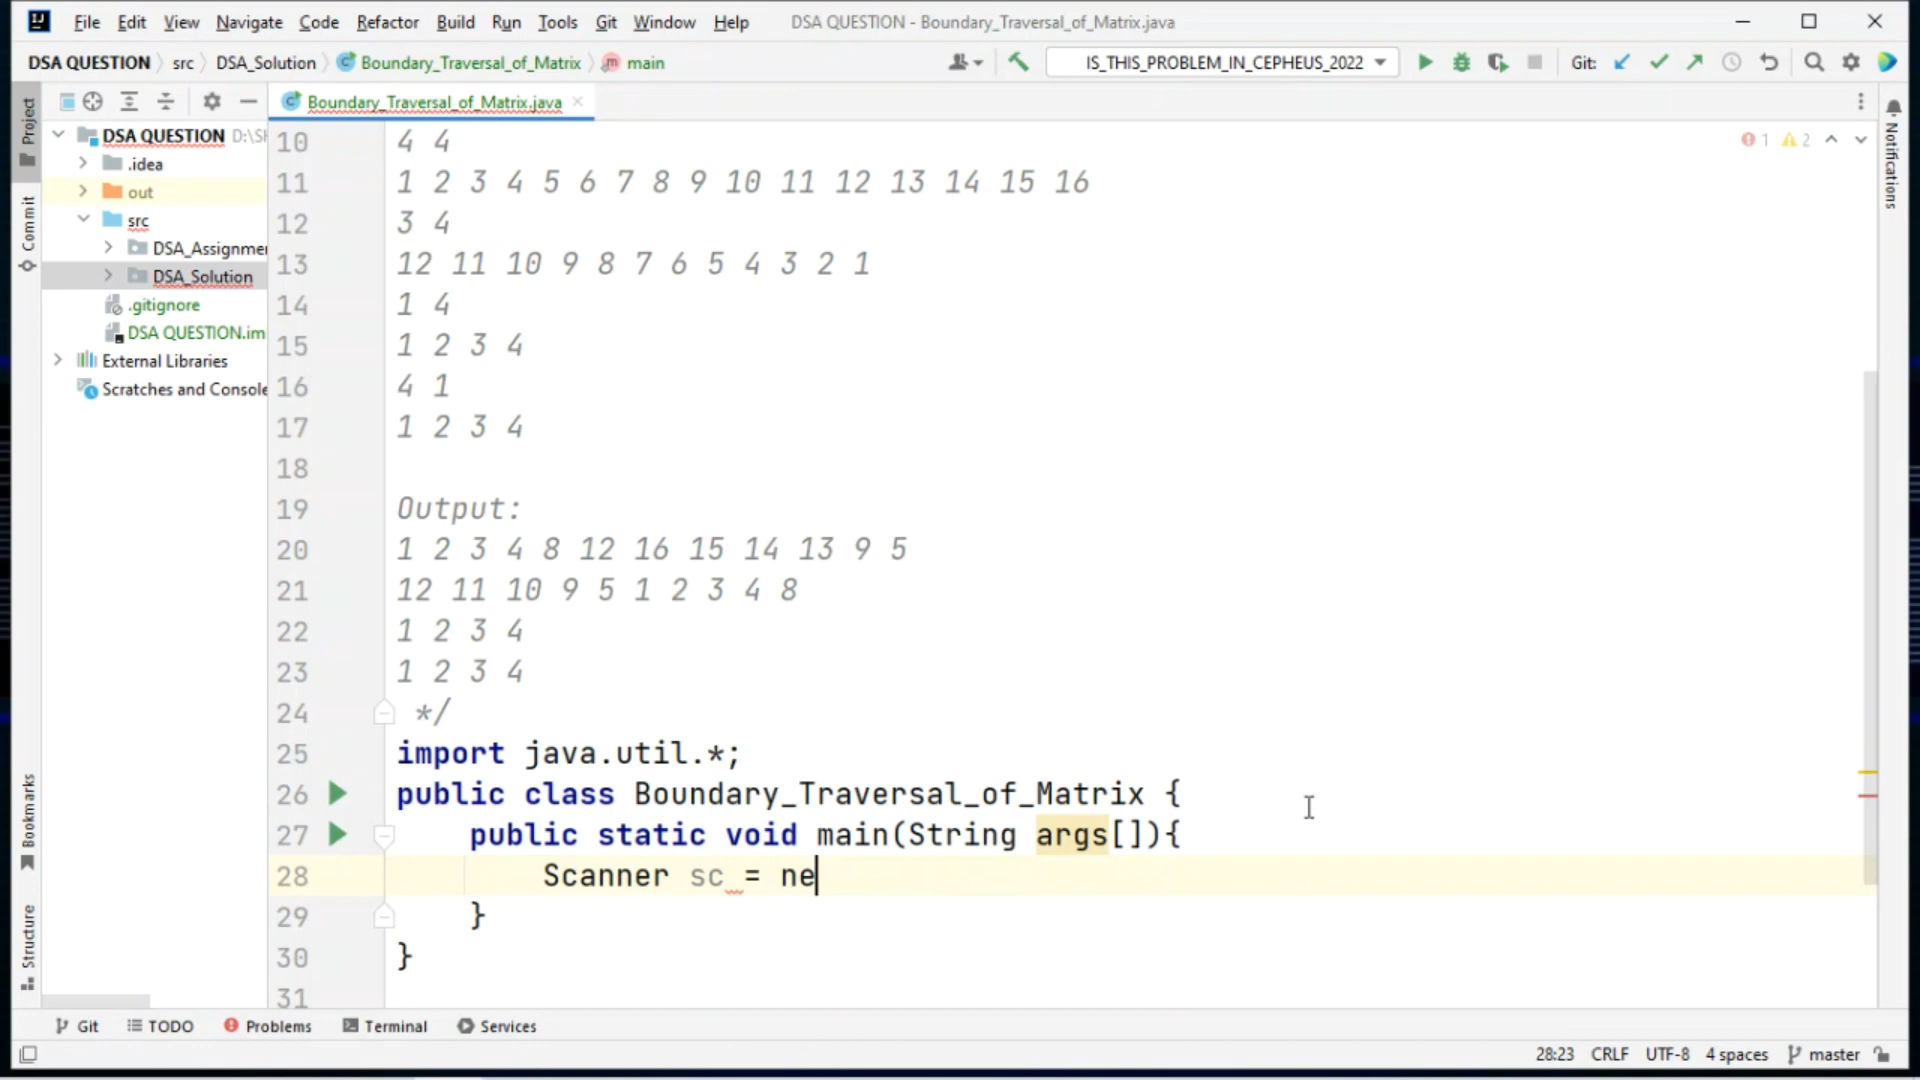 File Edit View Navigate Code Refactor Build Run Tools Git Window Help DSA QUESTION - Boundary_Traversal_of_Matrix.java
DSA QUESTION src DSA_Solution Boundary_Traversal_of_Matrix main IS_THIS_PROBLEM_IN_CEPHEUS_2022 Git:
Boundary_Traversal_of_Matrix.java
Project
Commit
Bookmarks
Structure
DSA QUESTION D:\S
.idea
out
src
DSA_Assignme
DSA_Solution
.gitignore
DSA QUESTION.im
External Libraries
Scratches and Console
1 2
Notifications
10 4 4
11 1 2 3 4 5 6 7 8 9 10 11 12 13 14 15 16
12 3 4
13 12 11 10 9 8 7 6 5 4 3 2 1
14 1 4
15 1 2 3 4
16 4 1
17 1 2 3 4
18
19 Output:
20 1 2 3 4 8 12 16 15 14 13 9 5
21 12 11 10 9 5 1 2 3 4 8
22 1 2 3 4
23 1 2 3 4
24 */
25 import java.util.*;
26 public class Boundary_Traversal_of_Matrix {
27 public static void main(String args[]){
28 Scanner sc = ne
29 }
30 }
31
Git TODO Problems Terminal Services
28:23 CRLF UTF-8 4 spaces master